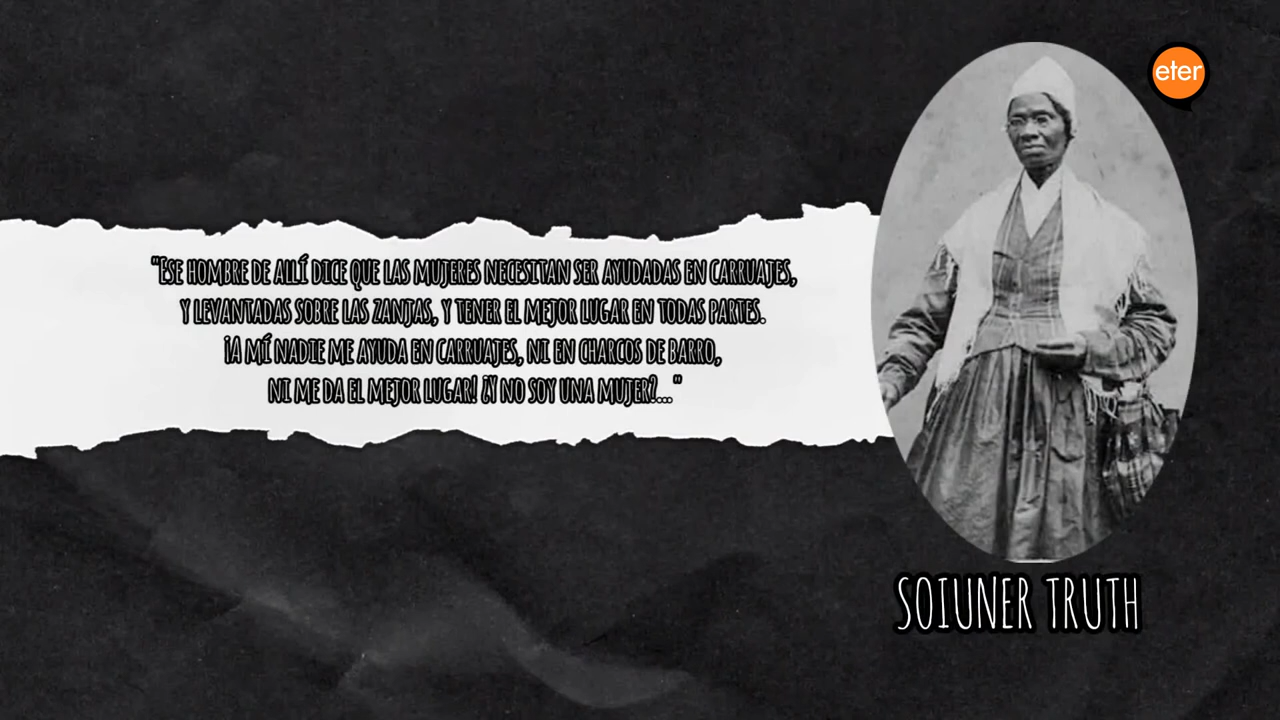 "Ese hombre de allí dice que las mujeres necesitan ser ayudadas en carruajes,
y levantadas sobre las zanjas, y tener el mejor lugar en todas partes.
¡A mí nadie me ayuda en carruajes, ni en charcos de barro,
ni me da el mejor lugar! ¿Y no soy una mujer?..."
eter
SOIUNER TRUTH